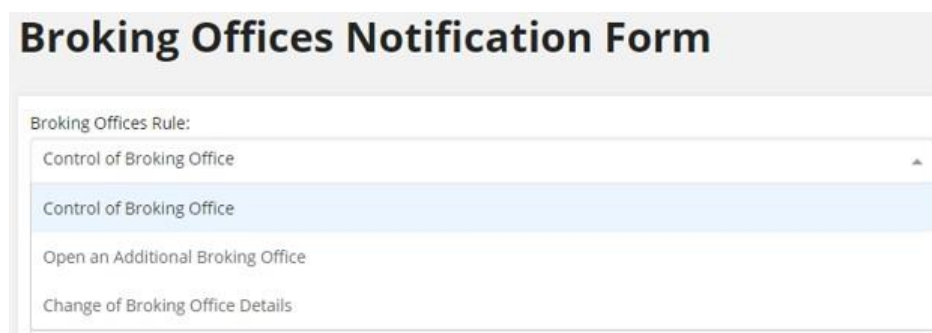 Broking Offices Notification Form
Broking Offices Rule:
Control of Broking Office
Control of Broking Office
Open an Additional Broking Office
Change of Broking Office Details